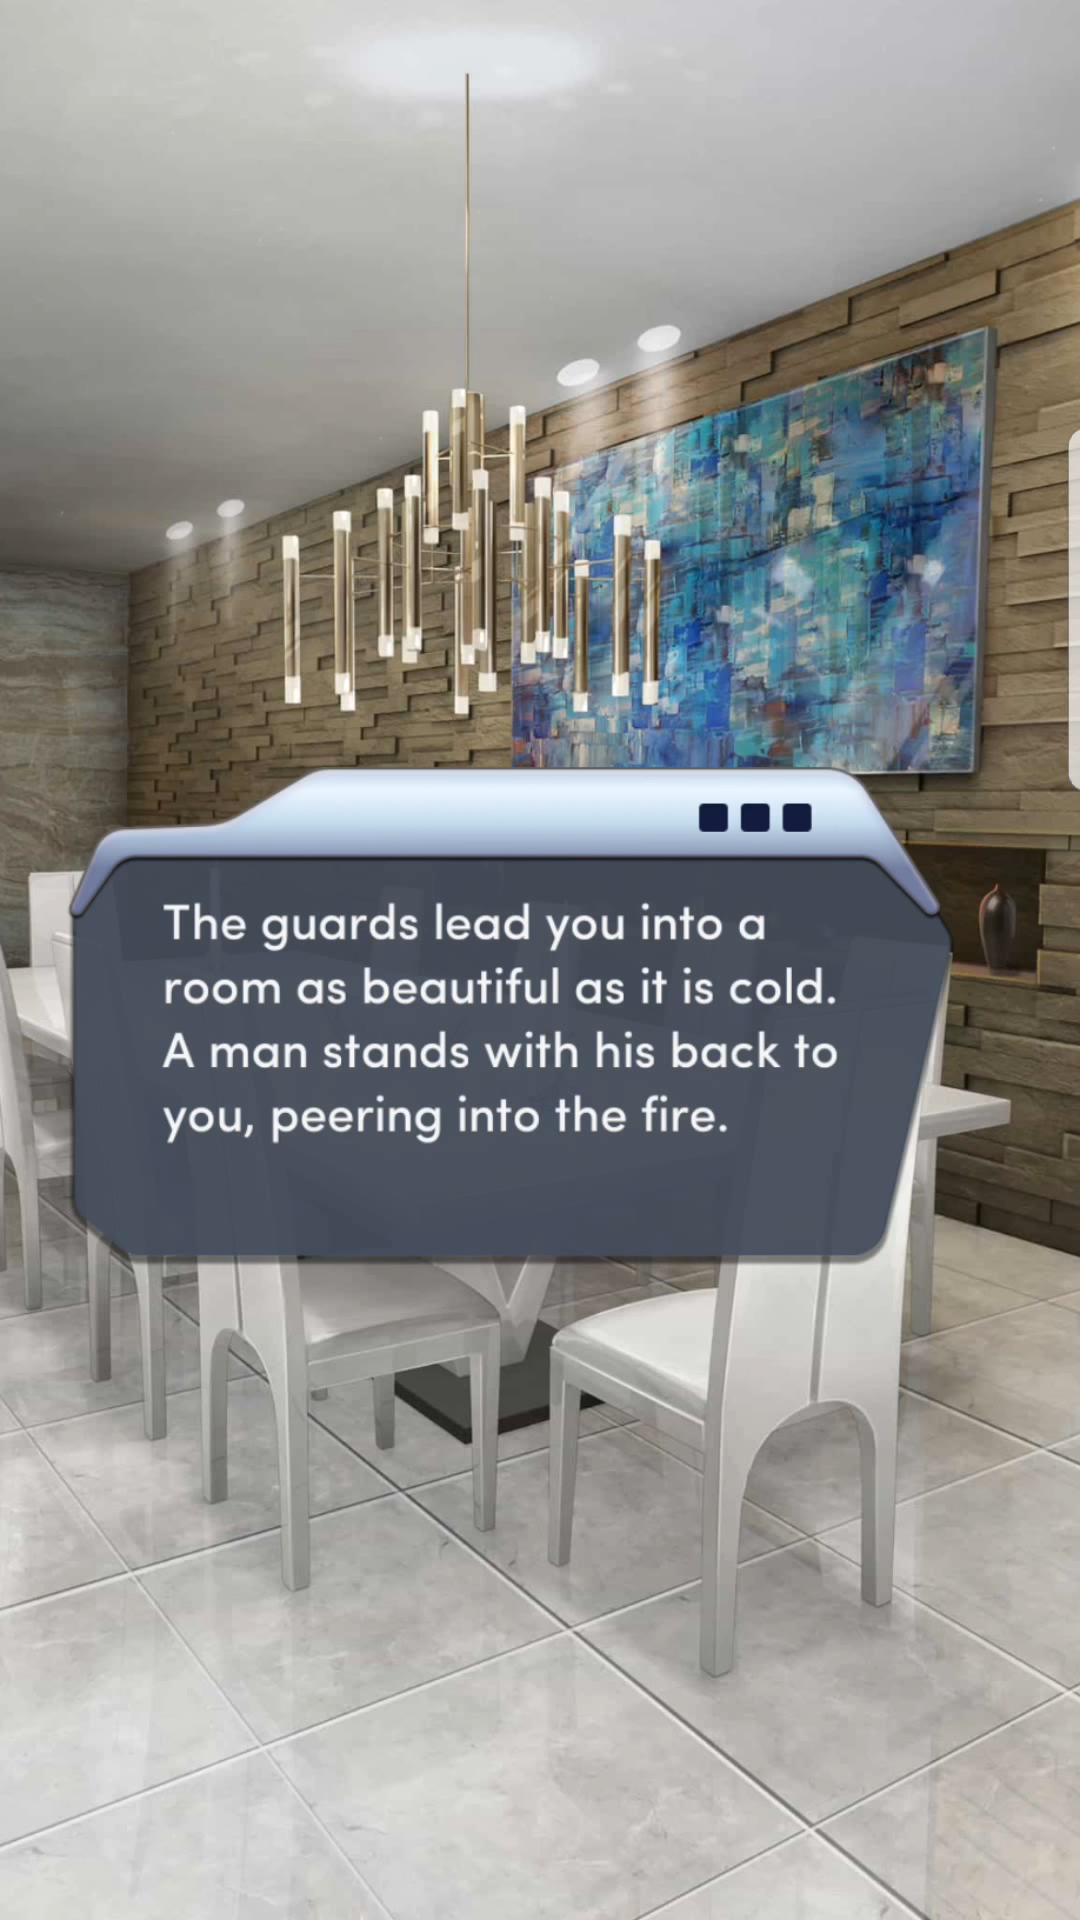 The guards lead you into a
room as beautiful as it is cold.
A man stands with his back to
you, peering into the fire.